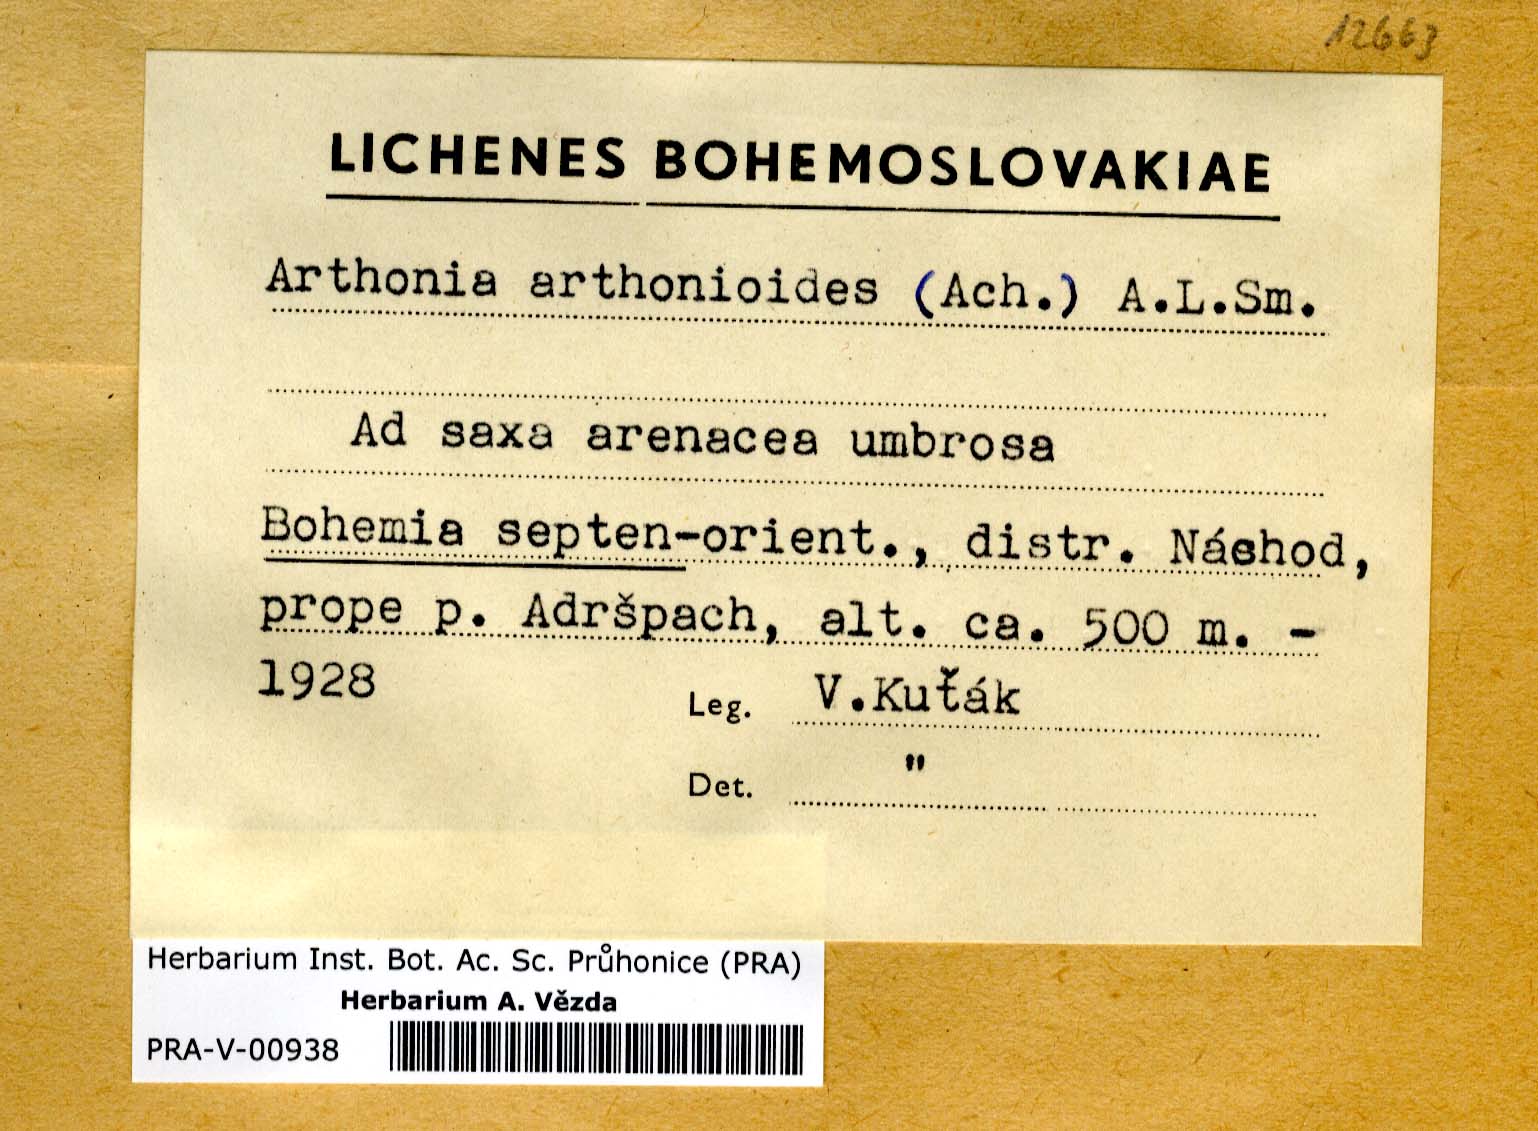 12663
LICHENES BOHEMOSLOVAKIAE
Arthonia arthonioides (Ach.) A.L.Sm.
Ad saxa arenacea umbrosa
Bohemia septen-orient., distr. Náchod,
prope p. Adršpach, alt. ca. 500 m. -
1928
Leg. V.Kuťák
Det. "
Herbarium Inst. Bot. Ac. Sc. Průhonice (PRA)
Herbarium A. Vězda
PRA-V-00938